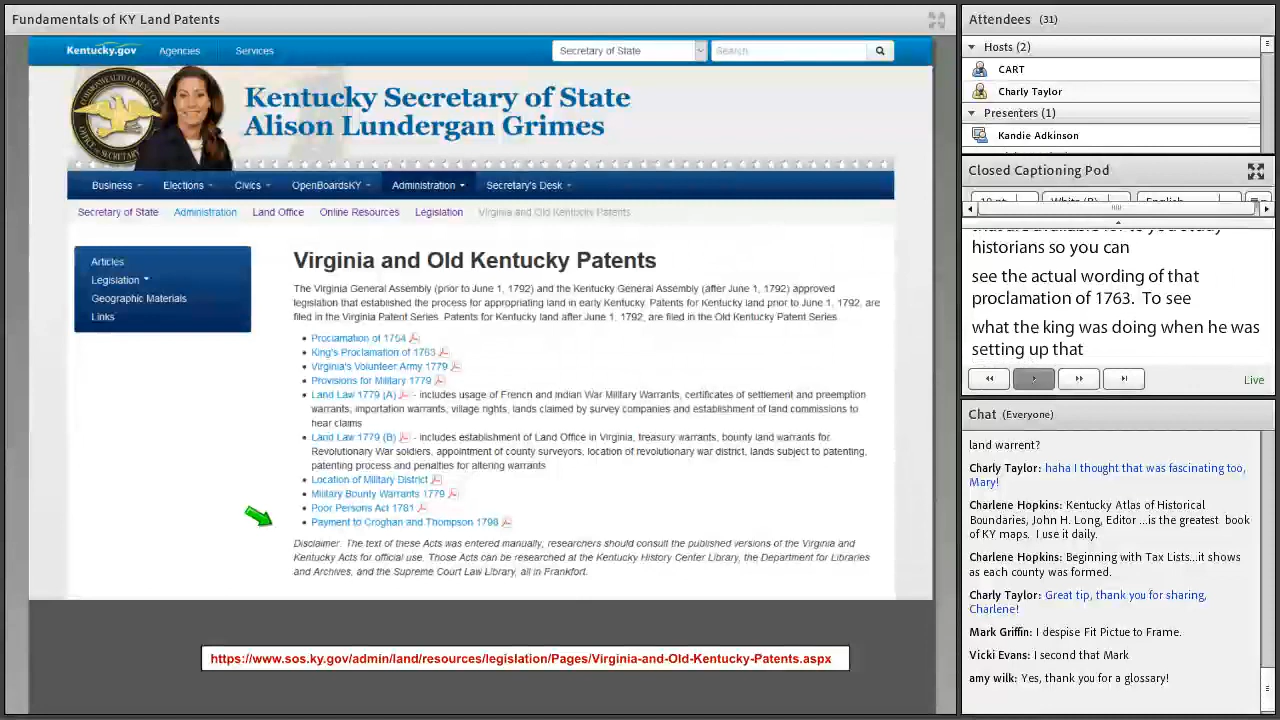 Fundamentals of KY Land Patents
Kentucky.gov Agencies Services
Secretary of State Search
Kentucky Secretary of State
Alison Lundergan Grimes
Business Elections Civics OpenBoardsKY Administration Secretary's Desk
Secretary of State Administration Land Office Online Resources Legislation Virginia and Old Kentucky Patents
Articles
Legislation
Geographic Materials
Links
Virginia and Old Kentucky Patents
The Virginia General Assembly (prior to June 1, 1792) and the Kentucky General Assembly (after June 1, 1792) approved
legislation that established the process for appropriating land in early Kentucky. Patents for Kentucky land prior to June 1, 1792, are
filed in the Virginia Patent Series. Patents for Kentucky land after June 1, 1792, are filed in the Old Kentucky Patent Series.
Proclamation of 1754
King's Proclamation of 1763
Virginia's Volunteer Army 1779
Provisions for Military 1779
Land Law 1779 (A) - includes usage of French and Indian War Military Warrants, certificates of settlement and preemption
warrants, importation warrants, village rights, lands claimed by survey companies and establishment of land commissions to
hear claims
Land Law 1779 (B) - includes establishment of Land Office in Virginia, treasury warrants, bounty land warrants for
Revolutionary War soldiers, appointment of county surveyors, location of revolutionary war district, lands subject to patenting,
patenting process and penalties for altering warrants
Location of Military District
Military Bounty Warrants 1779
Poor Persons Act 1781
Payment to Croghan and Thompson 1798
Disclaimer: The text of these Acts was entered manually; researchers should consult the published versions of the Virginia and
Kentucky Acts for official use. Those Acts can be researched at the Kentucky History Center Library, the Department for Libraries
and Archives, and the Supreme Court Law Library, all in Frankfort.
https://www.sos.ky.gov/admin/land/resources/legislation/Pages/Virginia-and-Old-Kentucky-Patents.aspx
Attendees (31)
Hosts (2)
CART
Charly Taylor
Presenters (1)
Kandie Adkinson
Closed Captioning Pod
that are available for to you study
historians so you can
see the actual wording of that
proclamation of 1763. To see
what the king was doing when he was
setting up that
Live
Chat (Everyone)
land warrent?
Charly Taylor: haha I thought that was fascinating too,
Mary!
Charlene Hopkins: Kentucky Atlas of Historical
Boundaries, John H. Long, Editor ...is the greatest book
of KY maps. I use it daily.
Charlene Hopkins: Beginning with Tax Lists...it shows
as each county was formed.
Charly Taylor: Great tip, thank you for sharing,
Charlene!
Mark Griffin: I despise Fit Pictue to Frame.
Vicki Evans: I second that Mark
amy wilk: Yes, thank you for a glossary!